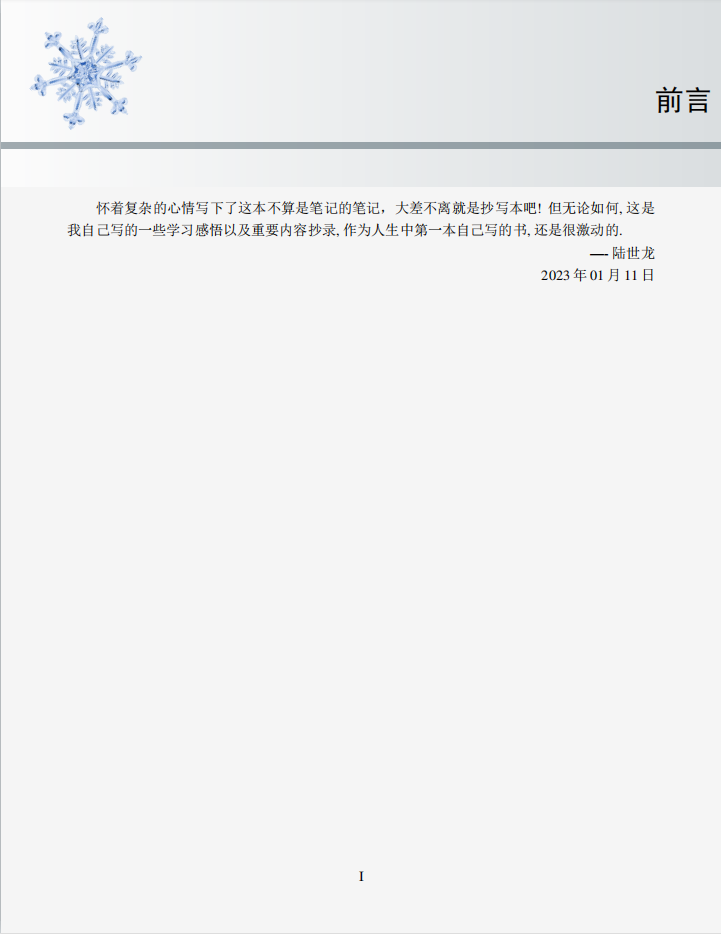 前言
怀着复杂的心情写下了这本不算是笔记的笔记，大差不离就是抄写本吧! 但无论如何, 这是
我自己写的一些学习感悟以及重要内容抄录, 作为人生中第一本自己写的书, 还是很激动的.
—- 陆世龙
2023 年 01 月 11 日
I